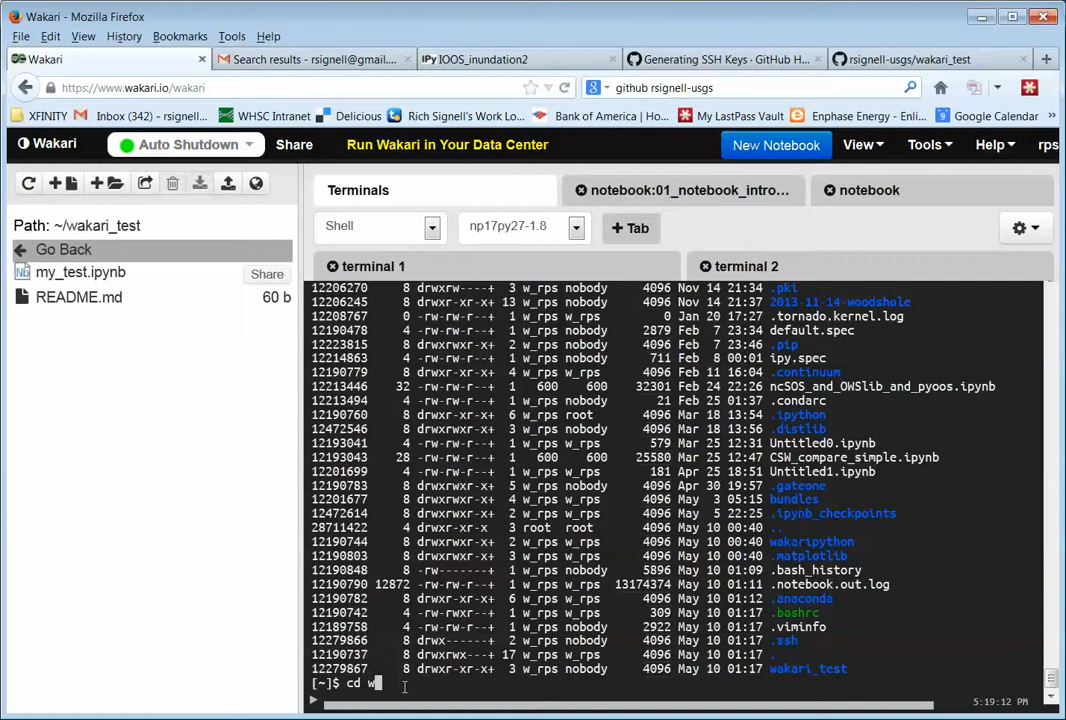 Wakari - Mozilla Firefox
File Edit View History Bookmarks Tools Help
Wakari Search results - rsignell@gmail.... IPy IOOS_inundation2 Generating SSH Keys · GitHub H... rsignell-usgs/wakari_test
https://www.wakari.io/wakari github rsignell-usgs
XFINITY Inbox (342) - rsignell.... WHSC Intranet Delicious Rich Signell's Work Lo... Bank of America | Ho... My LastPass Vault Enphase Energy - Enli... Google Calendar
Wakari Auto Shutdown Share Run Wakari in Your Data Center New Notebook View Tools Help rps
Terminals notebook:01_notebook_intro... notebook
Path: ~/wakari_test
Shell np17py27-1.8 + Tab
Go Back
my_test.ipynb Share
README.md 60 b
terminal 1 terminal 2
12206270 8 drwxrw----+ 3 w_rps nobody 4096 Nov 14 21:34 .pki
12206245 8 drwxrwxr-x+ 13 w_rps nobody 4096 Nov 14 21:34 2013-11-14-woodshole
12208767 0 -rw-rw-r--+ 1 w_rps w_rps 0 Jan 20 17:27 .tornado.kernel.log
12190478 4 -rw-rw-r--+ 1 w_rps nobody 2879 Feb 7 23:34 default.spec
12223815 8 drwxrwxr-x+ 2 w_rps nobody 4096 Feb 7 23:46 .pip
12214863 4 -rw-rw-r--+ 1 w_rps nobody 711 Feb 8 00:01 ipy.spec
12190779 8 drwxrwxr-x+ 4 w_rps nobody 4096 Feb 11 16:04 .continuum
12213446 32 -rw-rw-r--+ 1 600 600 32301 Feb 24 22:26 ncSOS_and_OWSlib_and_pyoos.ipynb
12213494 4 -rw-rw-r--+ 1 w_rps nobody 21 Feb 25 01:37 .condarc
12190760 8 drwxrwxr-x+ 6 w_rps root 4096 Mar 18 13:54 .ipython
12472546 8 drwxrwxr-x+ 3 w_rps nobody 4096 Mar 18 13:56 .distlib
12193041 4 -rw-rw-r--+ 1 w_rps w_rps 579 Mar 25 12:31 Untitled0.ipynb
12193043 28 -rw-rw-r--+ 1 600 600 25580 Mar 25 12:47 CSW_compare_simple.ipynb
12201699 4 -rw-rw-r--+ 1 w_rps w_rps 181 Apr 25 18:51 Untitled1.ipynb
12190783 8 drwxrwxr-x+ 5 w_rps w_rps 4096 Apr 30 19:57 .gateone
12201677 8 drwxrwxr-x+ 4 w_rps w_rps 4096 May 3 05:15 bundles
12472614 8 drwxrwxr-x+ 2 w_rps w_rps 4096 May 5 22:25 .ipynb_checkpoints
28711422 4 drwxr-xr-x 3 root root 4096 May 10 00:40 ..
12190744 8 drwxrwxr-x+ 2 w_rps w_rps 4096 May 10 00:40 wakaripython
12190803 8 drwxrwxr-x+ 3 w_rps w_rps 4096 May 10 00:40 .matplotlib
12190848 8 -rw-------+ 1 w_rps nobody 5896 May 10 01:09 .bash_history
12190790 12872 -rw-rw-r--+ 1 w_rps nobody 13174374 May 10 01:11 .notebook.out.log
12190782 8 drwxrwxr-x+ 6 w_rps w_rps 4096 May 10 01:12 .anaconda
12190742 4 -rw-rw-r--+ 1 w_rps w_rps 309 May 10 01:17 .bashrc
12189758 4 -rw-rw-r--+ 1 w_rps w_rps 2922 May 10 01:17 .viminfo
12279866 8 drwx------+ 2 w_rps nobody 4096 May 10 01:17 .ssh
12190737 8 drwxrwx---+ 17 w_rps w_rps 4096 May 10 01:17 .
12279867 8 drwxr-xr-x+ 3 w_rps nobody 4096 May 10 01:17 wakari_test
[~]$ cd w
5:19:12 PM